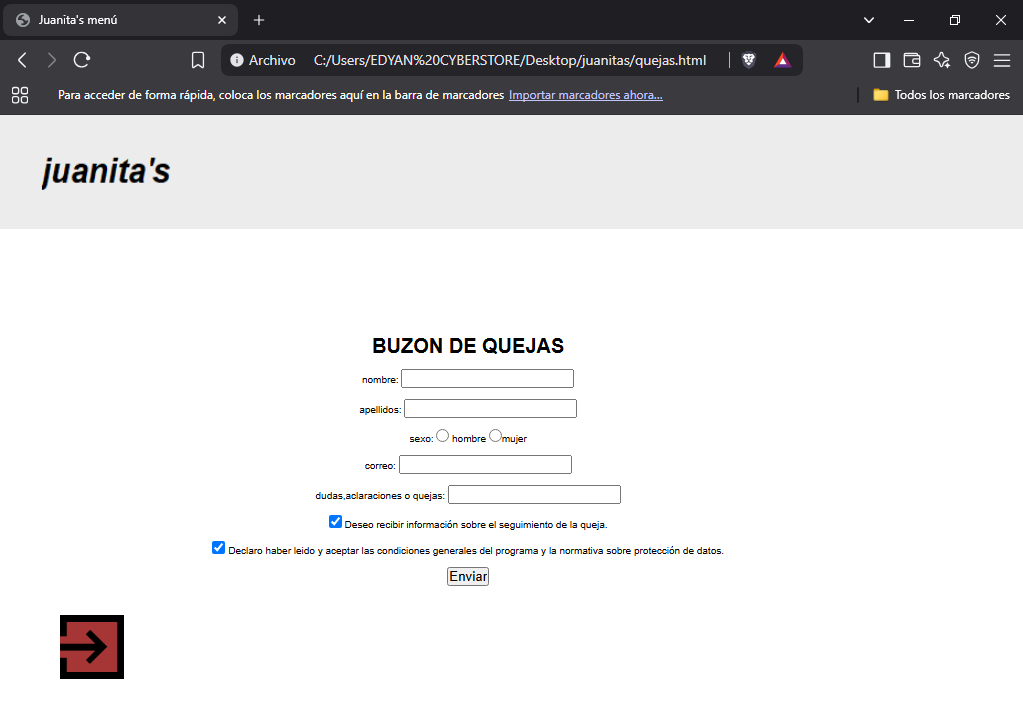 Juanita's menú
Archivo C:/Users/EDYAN%20CYBERSTORE/Desktop/juanitas/quejas.html
Para acceder de forma rápida, coloca los marcadores aquí en la barra de marcadores Importar marcadores ahora... Todos los marcadores
juanita's
BUZON DE QUEJAS
nombre:
apellidos:
sexo: hombre mujer
correo:
dudas,aclaraciones o quejas:
Deseo recibir información sobre el seguimiento de la queja.
Declaro haber leido y aceptar las condiciones generales del programa y la normativa sobre protección de datos.
Enviar